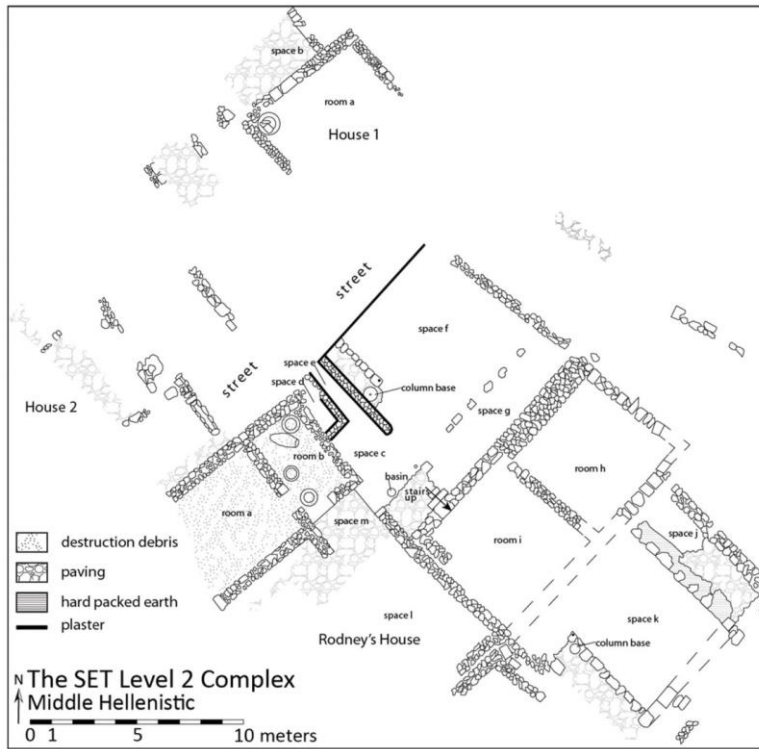 space b
room a
House 1
street
space f
space e
space d
column base
street
House 2
space g
room b
space c
room h
basin
stairs
up
room a
space m
space j
room i
destruction debris
paving
hard packed earth
plaster
space l
space k
Rodney's House
column base
The SET Level 2 Complex
N
Middle Hellenistic
0 1 5 10 meters